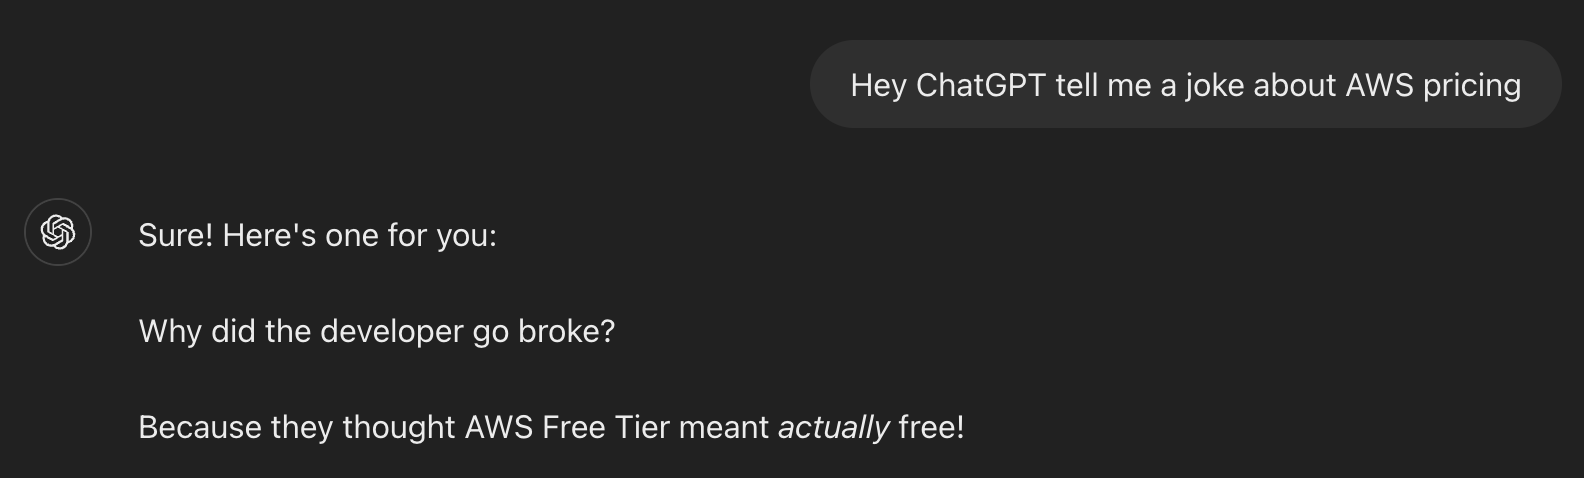 Hey ChatGPT tell me a joke about AWS pricing
Sure! Here's one for you:
Why did the developer go broke?
Because they thought AWS Free Tier meant actually free!